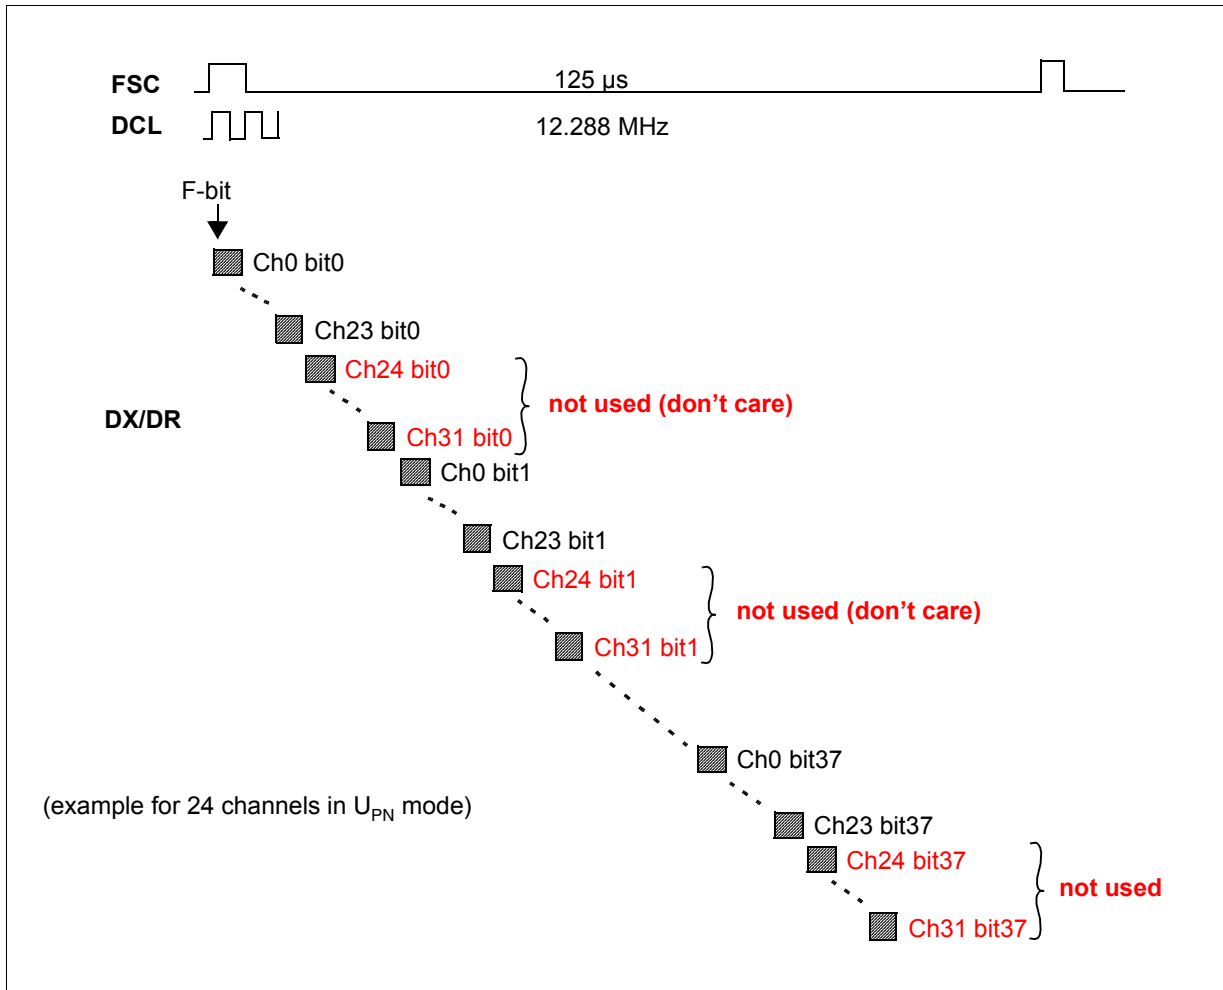 FSC
125 µs
DCL
12.288 MHz
F-bit
Ch0 bit0
Ch23 bit0
Ch24 bit0
not used (don’t care)
DX/DR
Ch31 bit0
Ch0 bit1
Ch23 bit1
Ch24 bit1
not used (don’t care)
Ch31 bit1
Ch0 bit37
(example for 24 channels in UPN mode)
Ch23 bit37
Ch24 bit37
not used
Ch31 bit37